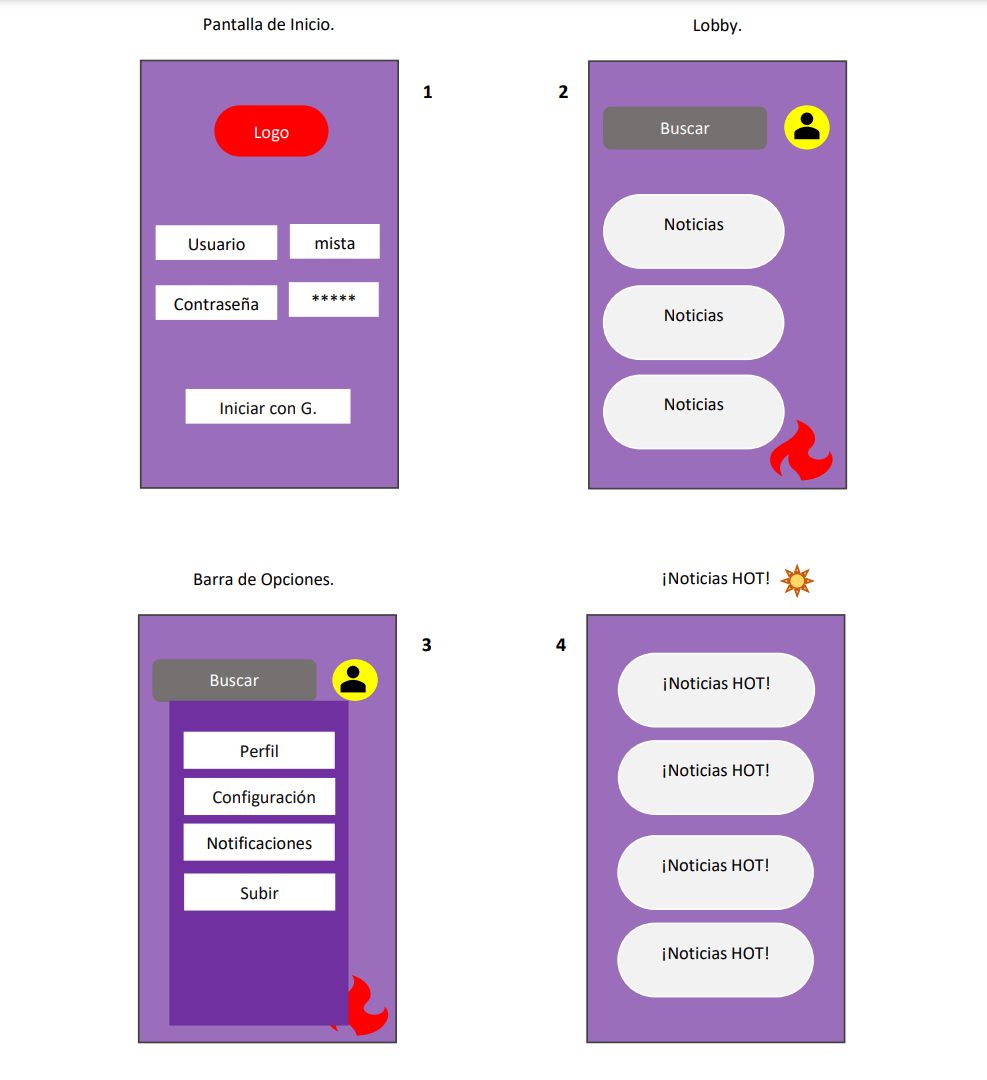 Pantalla de Inicio.
1
Logo
Usuario
mista
Contraseña
*****
Iniciar con G.
Lobby.
2
Buscar
Noticias
Noticias
Noticias
Barra de Opciones.
3
Buscar
Perfil
Configuración
Notificaciones
Subir
¡Noticias HOT!
4
¡Noticias HOT!
¡Noticias HOT!
¡Noticias HOT!
¡Noticias HOT!